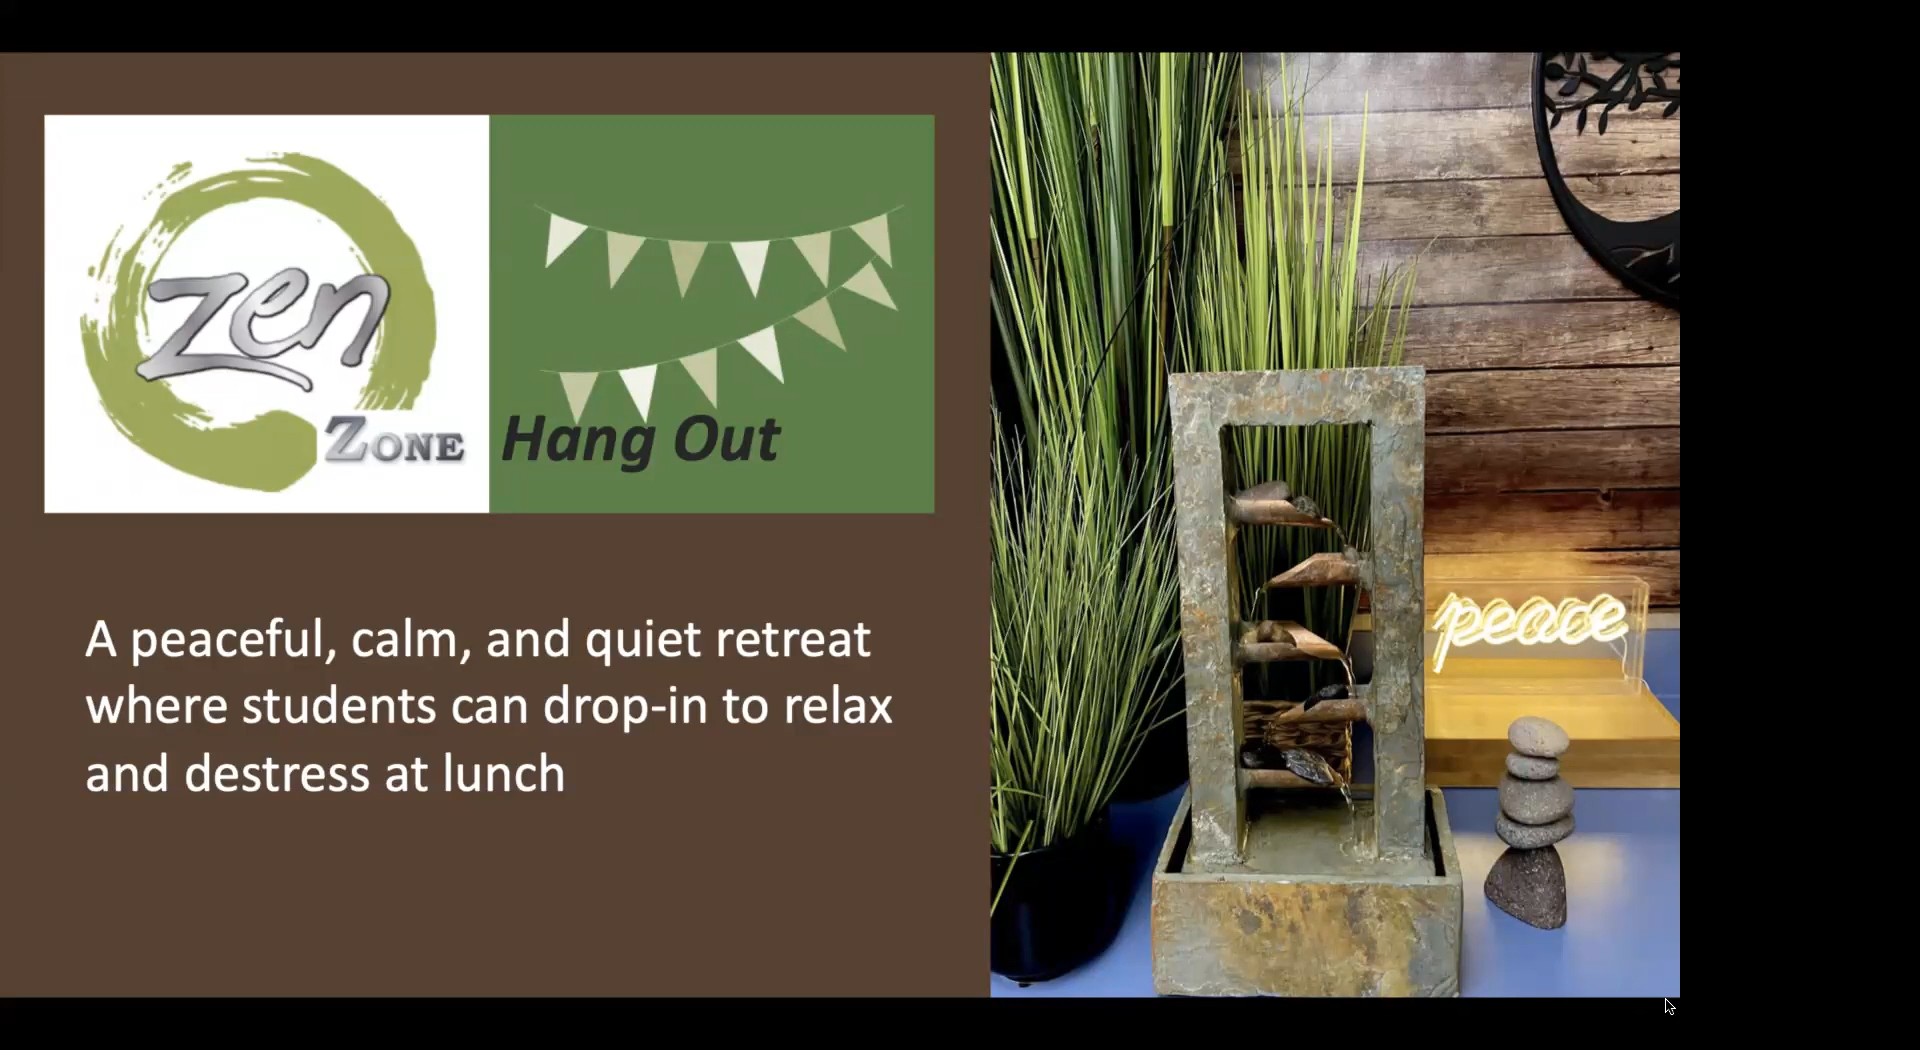 zen
ZONE
Hang Out
A peaceful, calm, and quiet retreat
where students can drop-in to relax
and destress at lunch
peace